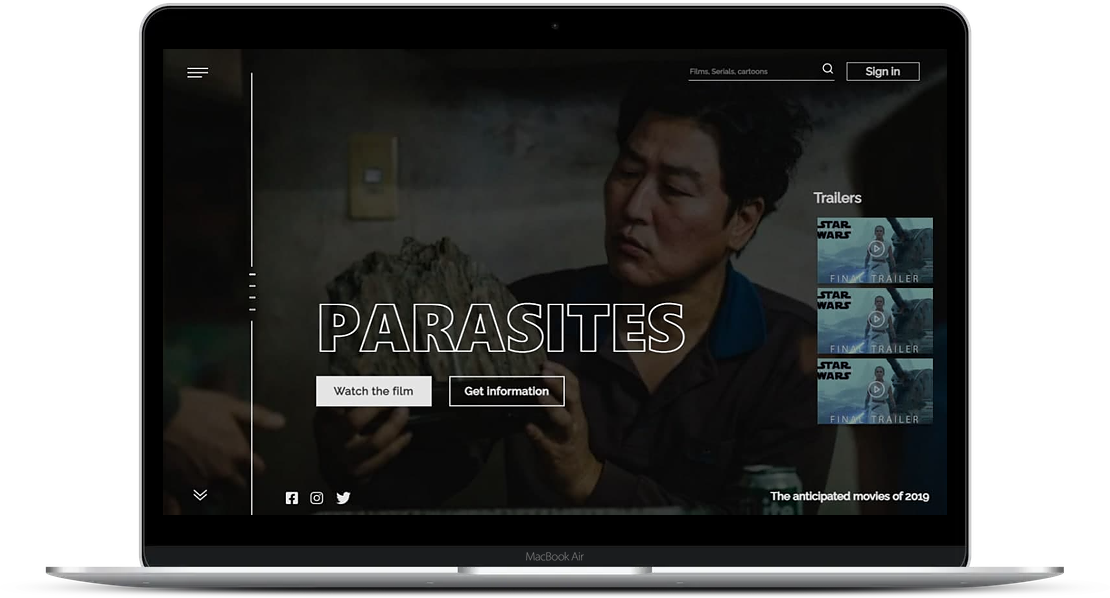 Films, Serials, cartoons
Sign in
Trailers
STAR
WARS
FINAL TRAILER
STAR
WARS
FINAL TRAILER
STAR
WARS
FINAL TRAILER
PARASITES
Watch the film
Get information
The anticipated movies of 2019
MacBook Air